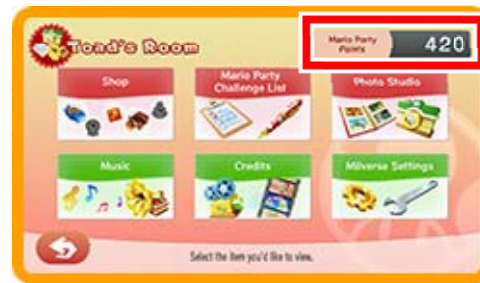 Toad's Room
Mario Party
Points
420
Shop
Mario Party
Challenge List
Photo Studio
Music
Credits
Miiverse Settings
Select the item you'd like to view.